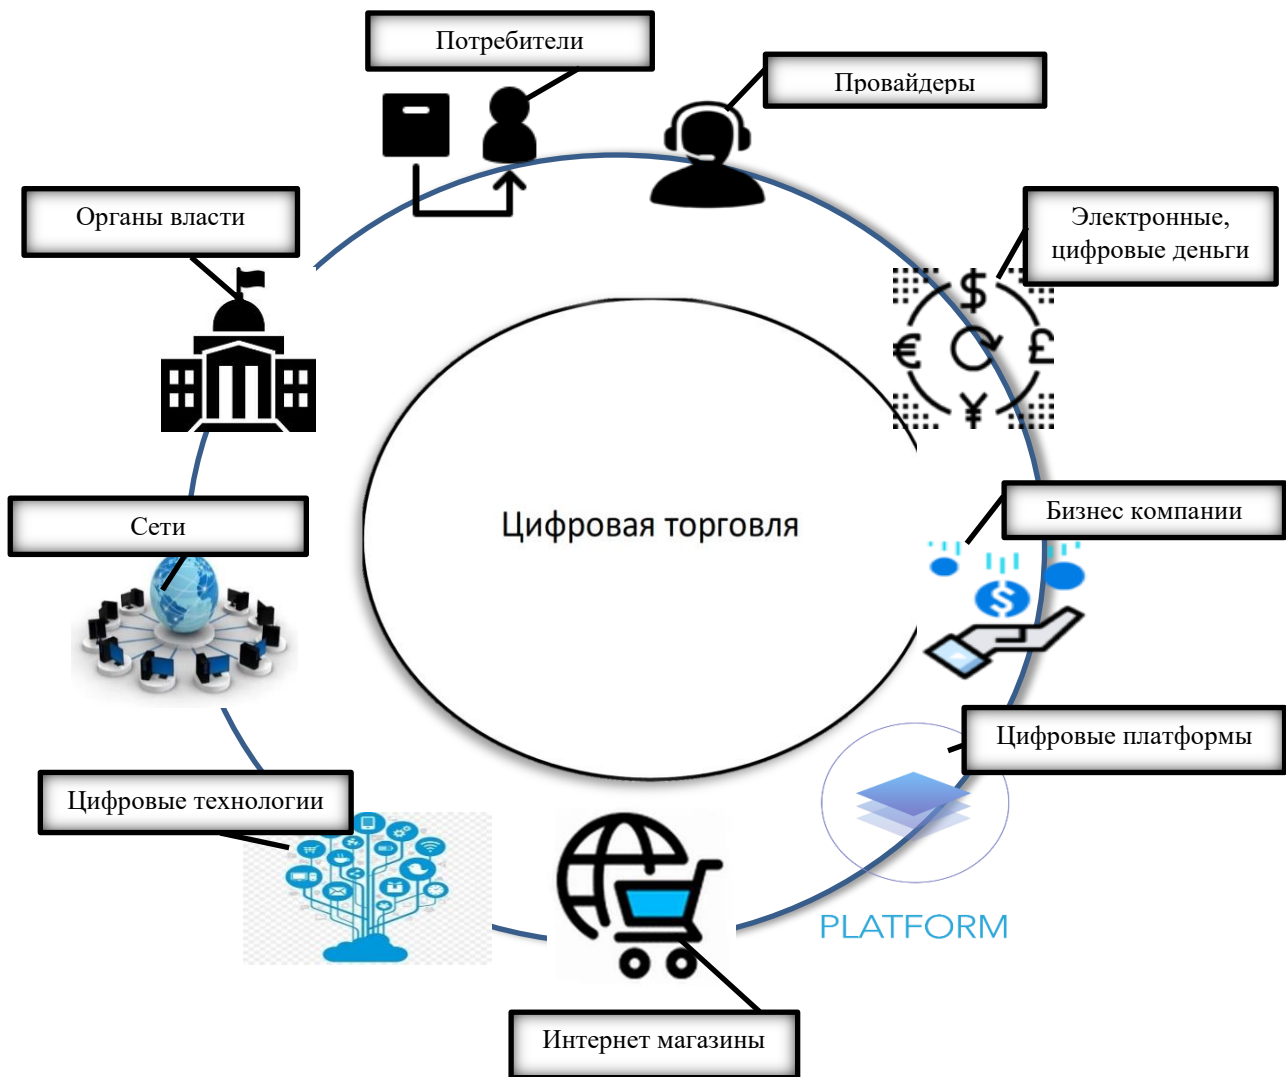 Потребители
Провайдеры
Органы власти
Электронные,
цифровые деньги
$
€
£
¥
Бизнес компании
Сети
Цифровая торговля
$
Цифровые платформы
Цифровые технологии
PLATFORM
Интернет магазины